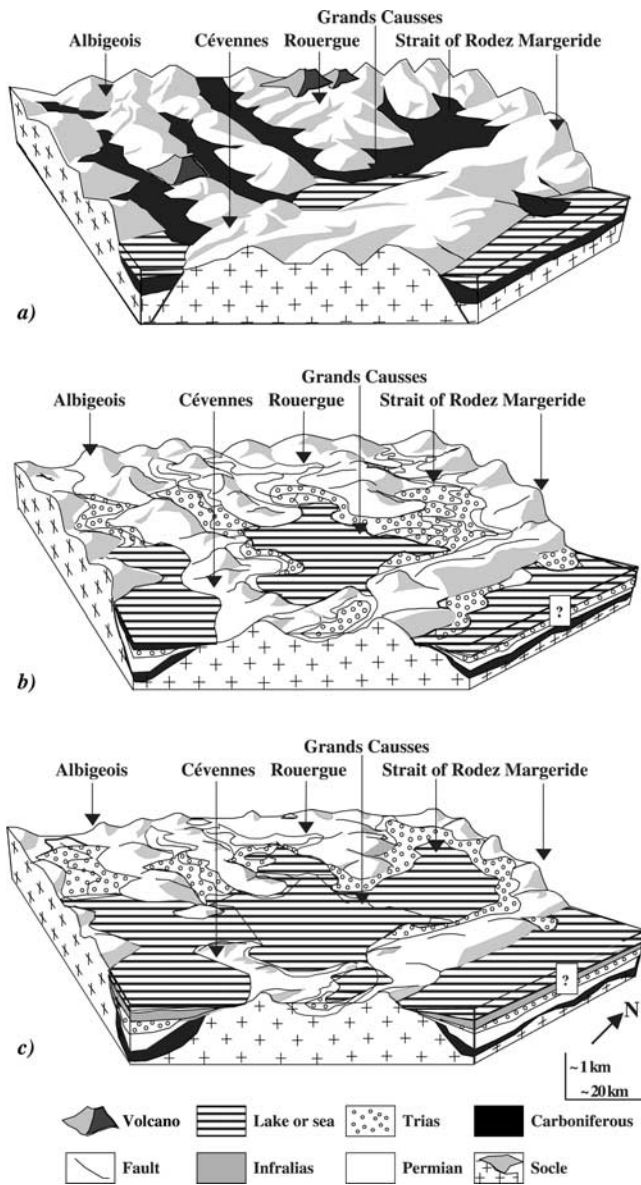 Grands Causses
Albigeois Cévennes Rouergue Strait of Rodez Margeride
a)
Grands Causses
Albigeois Cévennes Rouergue Strait of Rodez Margeride
?
b)
Grands Causses
Albigeois Cévennes Rouergue Strait of Rodez Margeride
?
N
c)
~1 km
~20 km
Volcano Lake or sea Trias Carboniferous
Fault Infralias Permian Socle